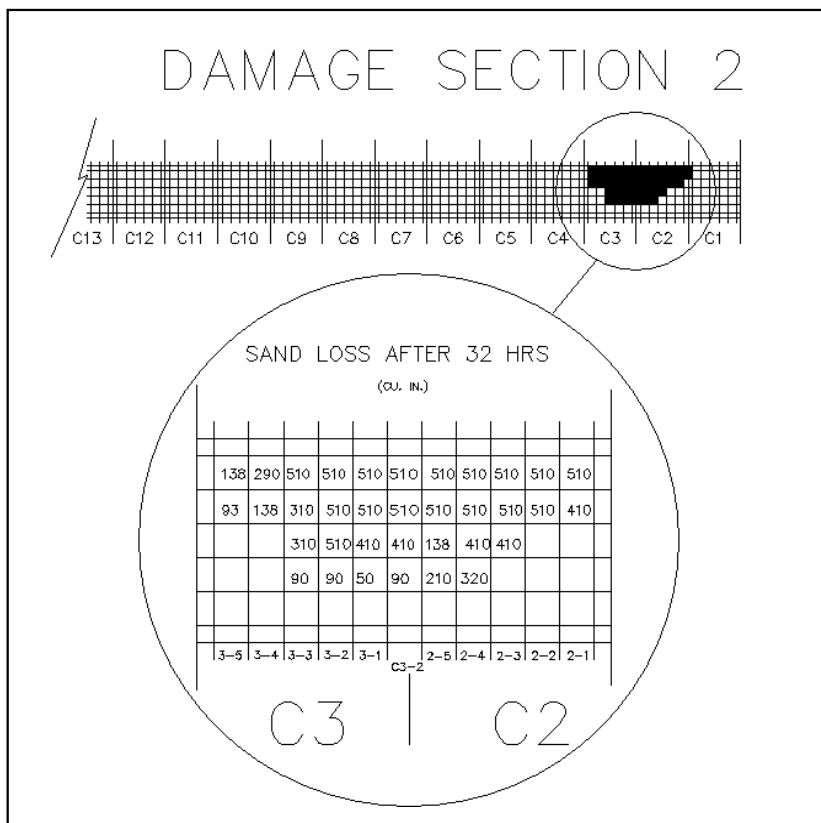 DAMAGE SECTION 2
C13 C12 C11 C10 C9 C8 C7 C6 C5 C4 C3 C2 C1
SAND LOSS AFTER 32 HRS
(CU. IN.)
138 290 510 510 510 510 510 510 510 510 510
93 138 310 510 510 510 510 510 510 510 410
310 510 410 410 138 410 410
90 90 50 90 210 320
3-5 3-4 3-3 3-2 3-1 2-5 2-4 2-3 2-2 2-1
C3-2
C3 C2